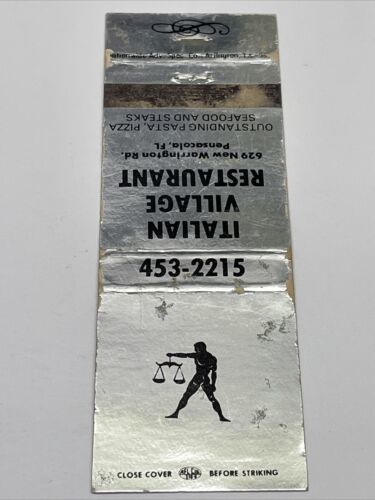 ITALIAN
VILLAGE
RESTAURANT
629 New Warrington Rd.
Pensacola, FL
OUTSTANDING PASTA, PIZZA
SEAFOOD AND STEAKS
453-2215
CLOSE COVER BEFORE STRIKING